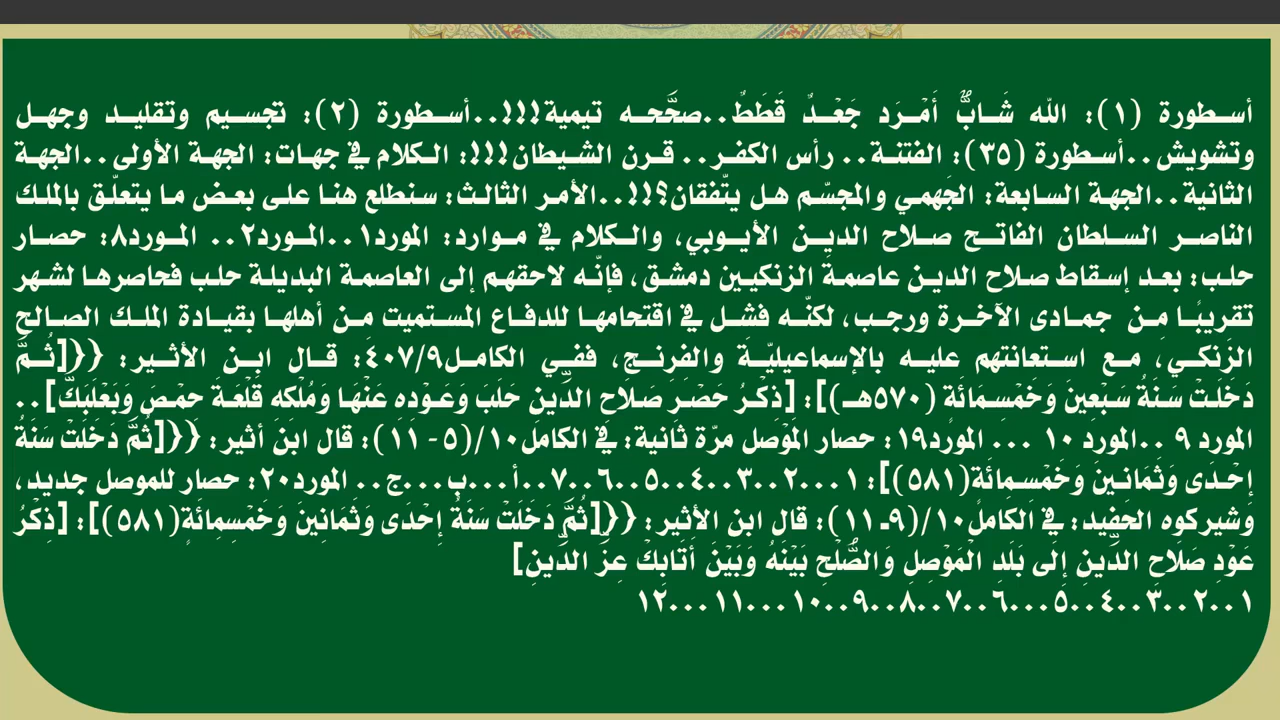 أسطورة (١): الله شَابٌّ أَمْرَد جَعْدٌ قَطَطٌ..صحَّحه تيمية!!!..أسطورة (٢): تجسيم وتقليد وجهل
وتشويش..أسطورة (٣٥): الفتنة.. رأس الكفر.. قرن الشيطان!!!: الكلام في جهات: الجهة الأولى..الجهة
الثانية..الجهة السابعة: الجَهمي والمجسّم هل يتّفقان؟!!..الأمر الثالث: سنطلع هنا على بعض ما يتعلّق بالملك
الناصر السلطان الفاتح صلاح الدين الأيوبي، والكلام في موارد: المورد١..المورد٢.. المورد٨: حصار
حلب: بعد إسقاط صلاح الدين عاصمة الزنكيين دمشق، فإنّه لاحقهم إلى العاصمة البديلة حلب فحاصرها لشهر
تقريبًا من جمادى الآخرة ورجب، لكنّه فشل في اقتحامها للدفاع المستميت من أهلها بقيادة الملك الصالح
الزنكي، مع استعانتهم عليه بالإسماعيليّة والفرنج، ففي الكامل٤٠٧/٩: قال ابن الأثير: {{[ثُمَّ
دَخَلَتْ سَنَةُ سَبْعِينَ وَخَمْسِمِائَة (٥٧٠هـ)]: [ذِكْرُ حَصْرِ صَلَاحِ الدِّينِ حَلَبَ وَعَوْدِهِ عَنْهَا وَمُلْكِهِ قَلْعَةَ حِمْصَ وَبَعْلَبَكَّ]..
المورد ٩ ..المورد ١٠ ... المورد١٩: حصار المَوْصل مرّة ثانية: في الكامل١٠/(٥- ١١): قال ابن أثير: {{[ثُمَّ دَخَلَتْ سَنَةُ
إِحْدَى وَثَمَانِينَ وَخَمْسِمِائَة(٥٨١)]: ١...٢...٣..٤..٥...٦..٧..أ...ب...ج.. المورد٢٠: حصار للموصل جديد،
وشيركوه الحفيد: في الكامل١٠/(٩ـ ١١): قال ابن الأثير: {{[ثُمَّ دَخَلَتْ سَنَةُ إِحْدَى وَثَمَانِينَ وَخَمْسِمِائَةٍ(٥٨١)]: [ذِكْرُ
عَوْدِ صَلَاحِ الدِّينِ إِلَى بَلَدِ الْمَوْصِلِ وَالصُّلْحِ بَيْنَهُ وَبَيْنَ أَتَابِكْ عِزِّ الدِّينِ]
١..٢..٣..٤..٥...٦..٧..٨..٩..١٠...١١...١٢